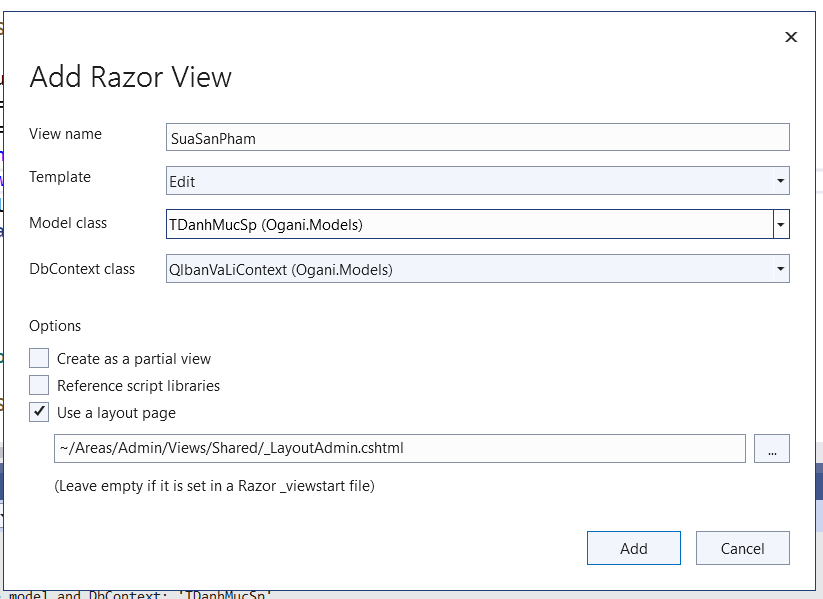 Add Razor View
View name
SuaSanPham
Template
Edit
Model class
TDanhMucSp (Ogani.Models)
DbContext class
QlbanVaLiContext (Ogani.Models)
Options
Create as a partial view
Reference script libraries
Use a layout page
~/Areas/Admin/Views/Shared/_LayoutAdmin.cshtml
...
(Leave empty if it is set in a Razor _viewstart file)
Add
Cancel
model and DbContext: 'TDanhMucSp'